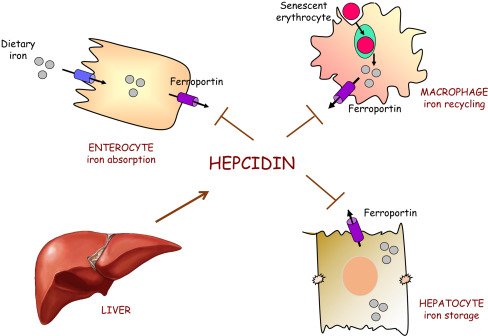 Dietary
iron
Ferroportin
ENTEROCYTE
iron absorption
Senescent
erythrocyte
Ferroportin
MACROPHAGE
iron recycling
HEPCIDIN
LIVER
Ferroportin
HEPATOCYTE
iron storage